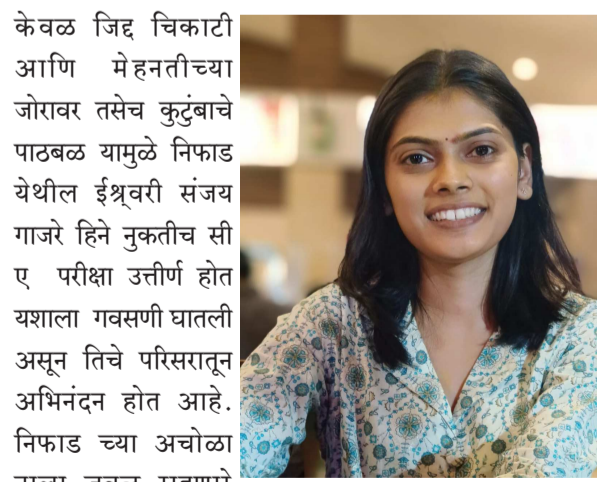 केवळ जिद्द चिकाटी
आणि मेहनतीच्या
जोरावर तसेच कुटुंबाचे
पाठबळ यामुळे निफाड
येथील ईश्र्वरी संजय
गाजरे हिने नुकतीच सी
ए परीक्षा उत्तीर्ण होत
यशाला गवसणी घातली
असून तिचे परिसरातून
अभिनंदन होत आहे.
निफाड च्या अचोळा